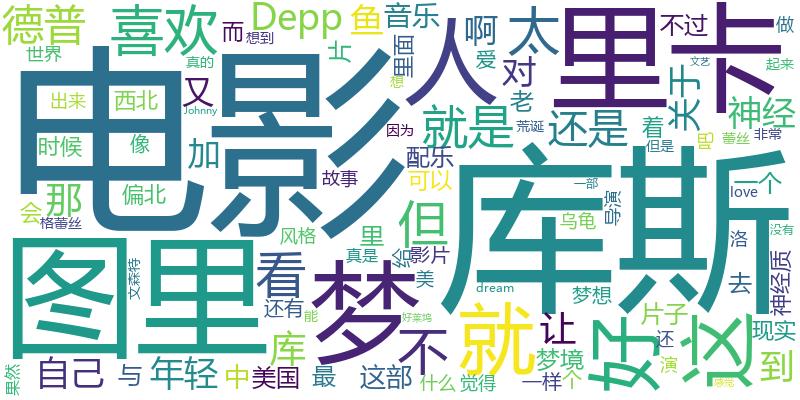 德普
喜欢
Depp
鱼
音乐
而
想到
世界
真的
片
里面
人
啊
爱
太
对
老
不过
做
里卡
起来
文艺
电影
出来
西北
又
Johnny
时候
像
加
那
偏北
会
格蕾丝
因为
想
就是
还是
荒诞
关于
神经
着
但是
蕾丝
非常
配乐
可以
故事
库斯
图里
文森特
风格
看
里
但
给
真是
影片
美
还有
能
梦
不
好莱坞
dream
就
乌龟
导演
一部
一个
love
洛
去
没有
神经质
梦想
好
这
片子
现实
还
到
让
梦境
演
感觉
果然
自己
与
年轻
库
中
美国
最
这部
什么
觉得
一样
个